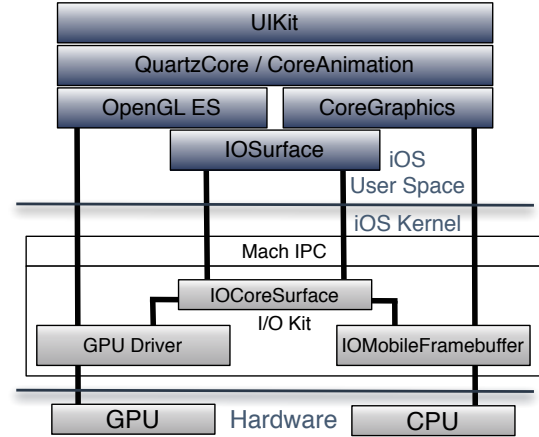 UIKit
QuartzCore / CoreAnimation
OpenGL ES
CoreGraphics
IOSurface
iOS
User Space
iOS Kernel
Mach IPC
IOCoreSurface
I/O Kit
GPU Driver
IOMobileFramebuffer
GPU
Hardware
CPU